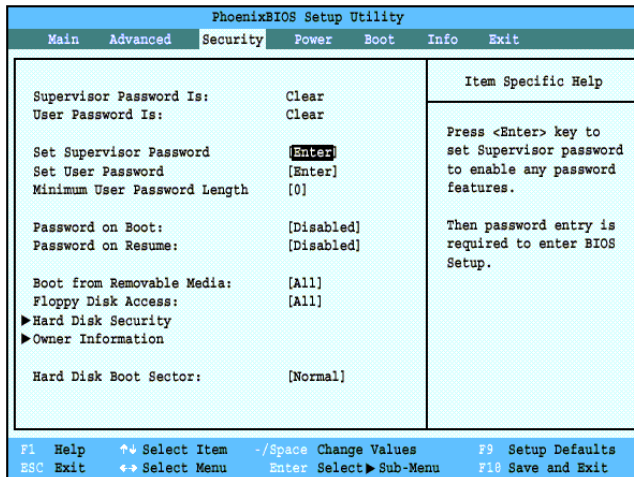 PhoenixBIOS Setup Utility
Main Advanced Security Power Boot Info Exit
Supervisor Password Is: Clear
User Password Is: Clear
Set Supervisor Password [Enter]
Set User Password [Enter]
Minimum User Password Length [0]
Password on Boot: [Disabled]
Password on Resume: [Disabled]
Boot from Removable Media: [All]
Floppy Disk Access: [All]
▶Hard Disk Security
▶Owner Information
Hard Disk Boot Sector: [Normal]
Item Specific Help
Press <Enter> key to
set Supervisor password
to enable any password
features.
Then password entry is
required to enter BIOS
Setup.
F1 Help ↑↓ Select Item -/Space Change Values F9 Setup Defaults
ESC Exit ↔ Select Menu Enter Select▶Sub-Menu F10 Save and Exit